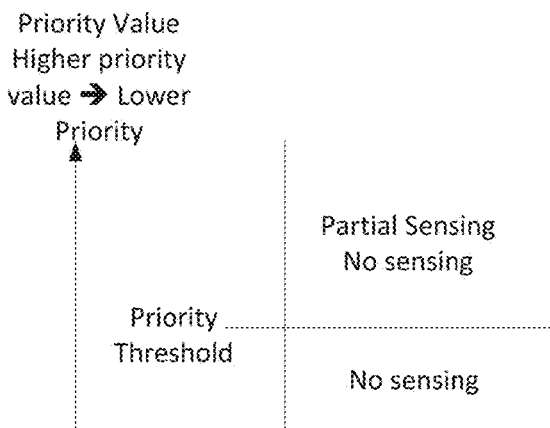 Priority Value
Higher priority
value ➔ Lower
Priority
Partial Sensing
No sensing
Priority
Threshold
No sensing